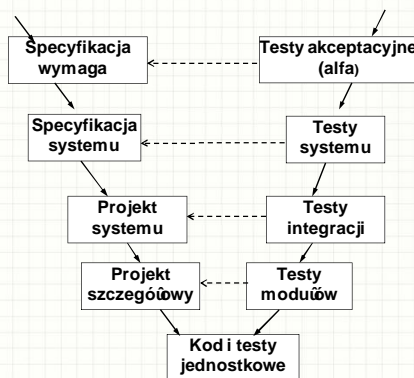 Specyfikacja
wymaga
Testy akceptacyjne
(alfa)
Specyfikacja
systemu
Testy
systemu
Projekt
systemu
Testy
integracji
Projekt
szczegóûowy
Testy
moduûów
Kod i testy
jednostkowe